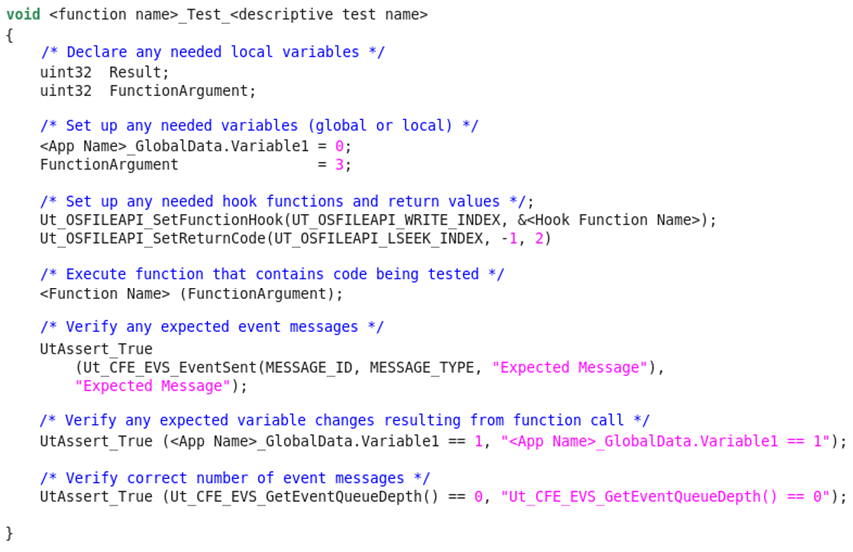 void <function name>_Test_<descriptive test name>
{
/* Declare any needed local variables */
uint32  Result;
uint32  FunctionArgument;
/* Set up any needed variables (global or local) */
<App Name>_GlobalData.Variable1 = 0;
FunctionArgument                = 3;
/* Set up any needed hook functions and return values */;
Ut_OSFILEAPI_SetFunctionHook(UT_OSFILEAPI_WRITE_INDEX, &<Hook Function Name>);
Ut_OSFILEAPI_SetReturnCode(UT_OSFILEAPI_LSEEK_INDEX, -1, 2)
/* Execute function that contains code being tested */
<Function Name> (FunctionArgument);
/* Verify any expected event messages */
UtAssert_True
(Ut_CFE_EVS_EventSent(MESSAGE_ID, MESSAGE_TYPE, "Expected Message"),
"Expected Message");
/* Verify any expected variable changes resulting from function call */
UtAssert_True (<App Name>_GlobalData.Variable1 == 1, "<App Name>_GlobalData.Variable1 == 1");
/* Verify correct number of event messages */
UtAssert_True (Ut_CFE_EVS_GetEventQueueDepth() == 0, "Ut_CFE_EVS_GetEventQueueDepth() == 0");
}